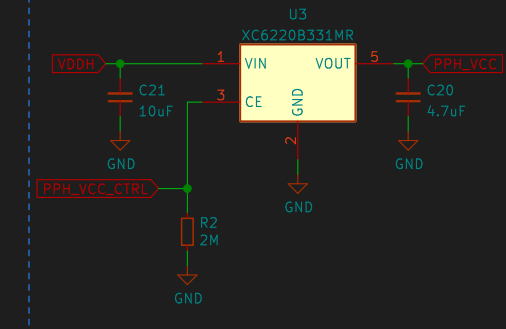 U3
XC6220B331MR
VDDH
1
VIN
VOUT
5
PPH_VCC
C21
10uF
3
CE
GND
C20
4.7uF
2
GND
GND
PPH_VCC_CTRL
GND
R2
2M
GND